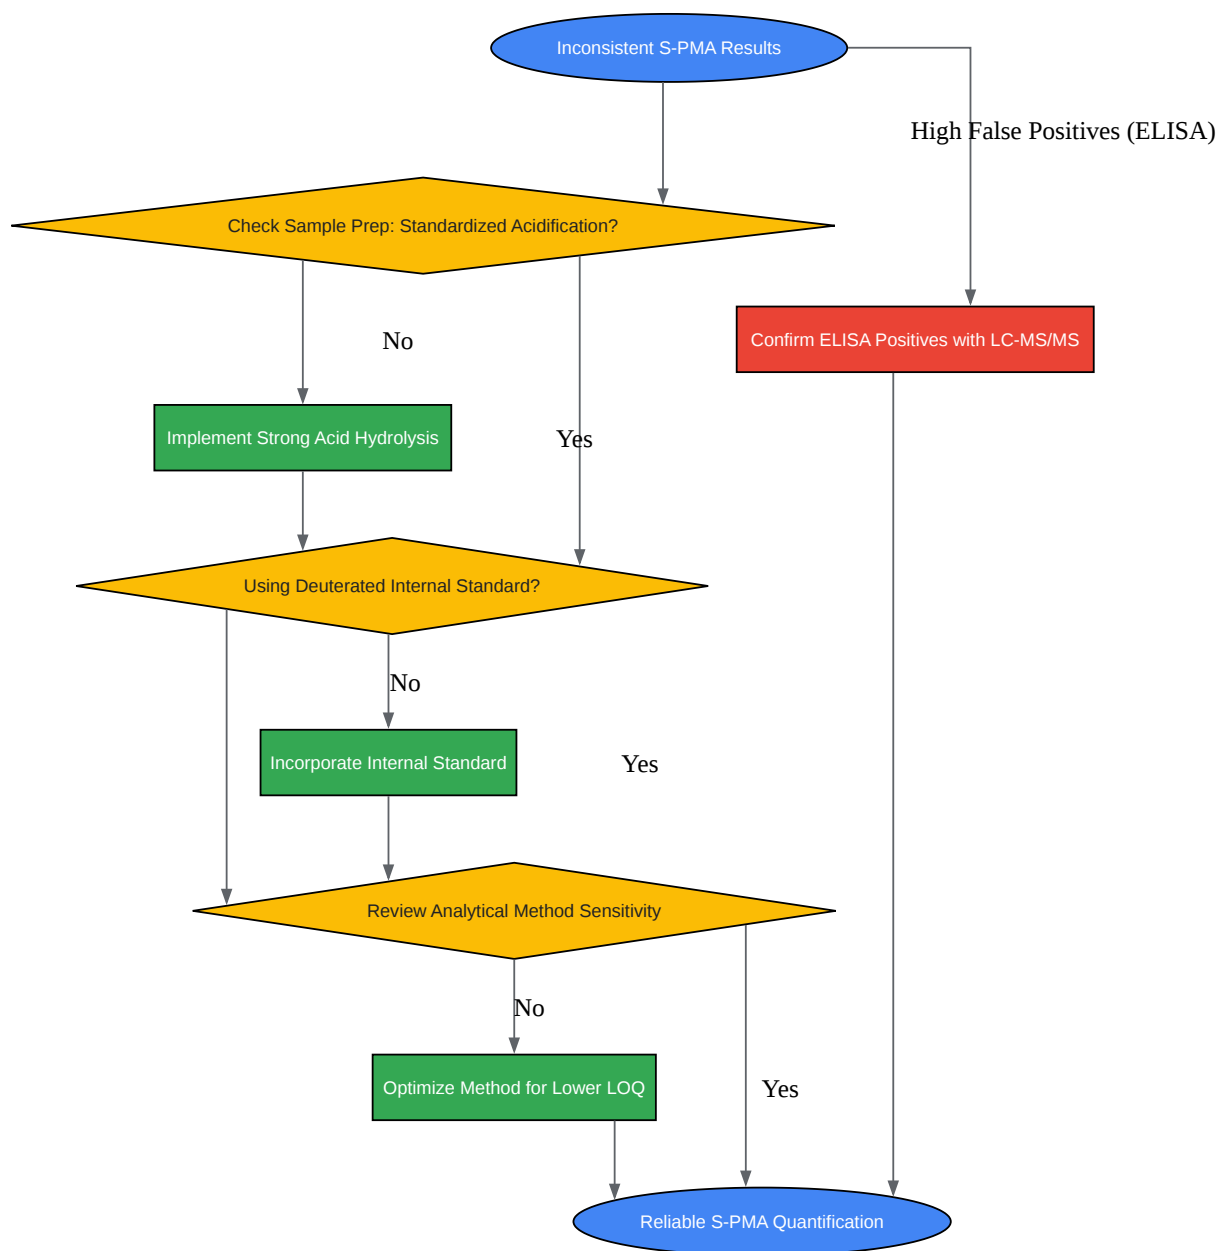 Inconsistent S-PMA Results
High False Positives (ELISA)
Check Sample Prep: Standardized Acidification?
No
Confirm ELISA Positives with LC-MS/MS
Implement Strong Acid Hydrolysis
Yes
Using Deuterated Internal Standard?
No
Incorporate Internal Standard
Yes
Review Analytical Method Sensitivity
No
Optimize Method for Lower LOQ
Yes
Reliable S-PMA Quantification